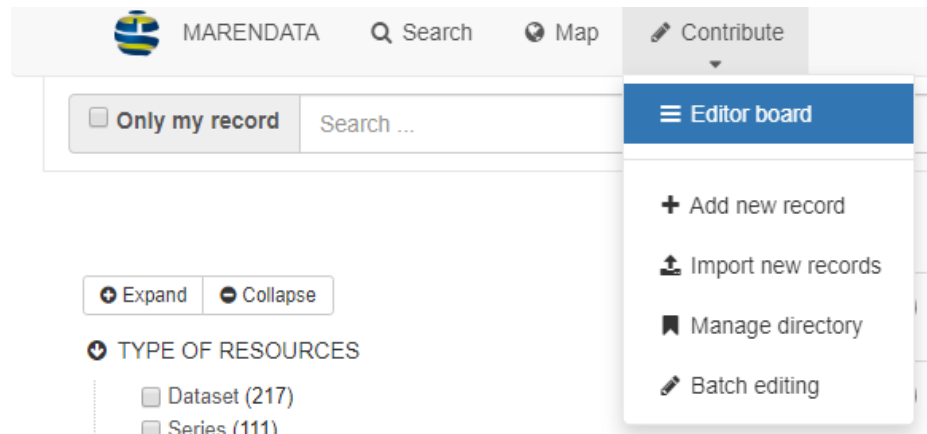 MARENDATA Search Map Contribute
Only my record Search ...
Editor board
Add new record
Import new records
Manage directory
Batch editing
Expand Collapse
TYPE OF RESOURCES
Dataset (217)
Series (111)